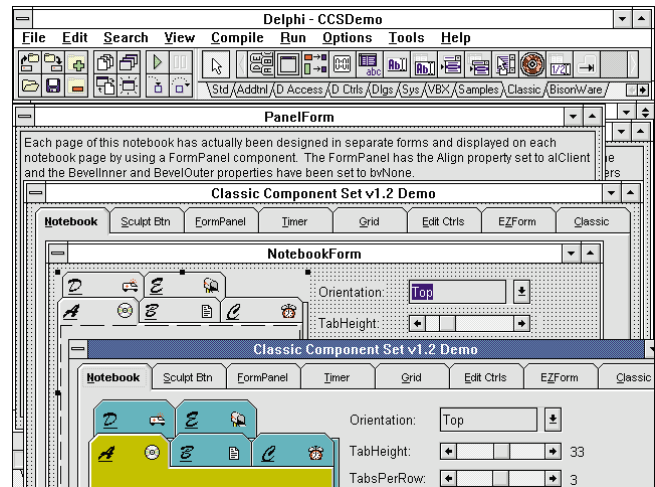 Delphi - CCSDemo
File Edit Search View Compile Run Options Tools Help
Std Addtnl D Access D Ctrls Dlgs Sys VBX Samples Classic BisonWare
PanelForm
Each page of this notebook has actually been designed in separate forms and displayed on each
notebook page by using a FormPanel component. The FormPanel has the Align property set to alClient
and the BevelInner and BevelOuter properties have been set to bvNone.
Classic Component Set v1.2 Demo
Notebook Sculpt Btn FormPanel Timer Grid Edit Ctrls EZForm Classic
NotebookForm
D E
A B C
Orientation: Top
TabHeight:
Classic Component Set v1.2 Demo
Notebook Sculpt Btn FormPanel Timer Grid Edit Ctrls EZForm Classic
D E
A B C
Orientation: Top
TabHeight: 33
TabsPerRow: 3